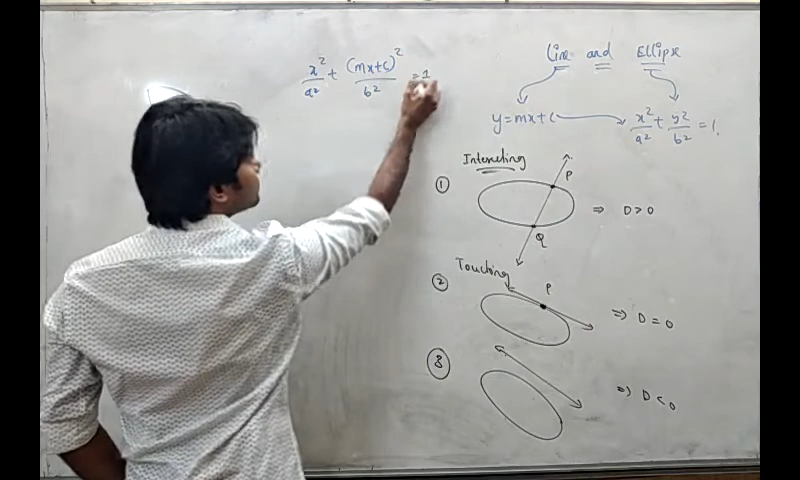 x²/a² + (mx+c)²/b² = 1
Line and Ellipse
y=mx+c
x²/a² + y²/b² = 1.
Intersecting
① P
Q
⇒ D>0
Touching
② P
⇒ D=0
③
⇒ D<0